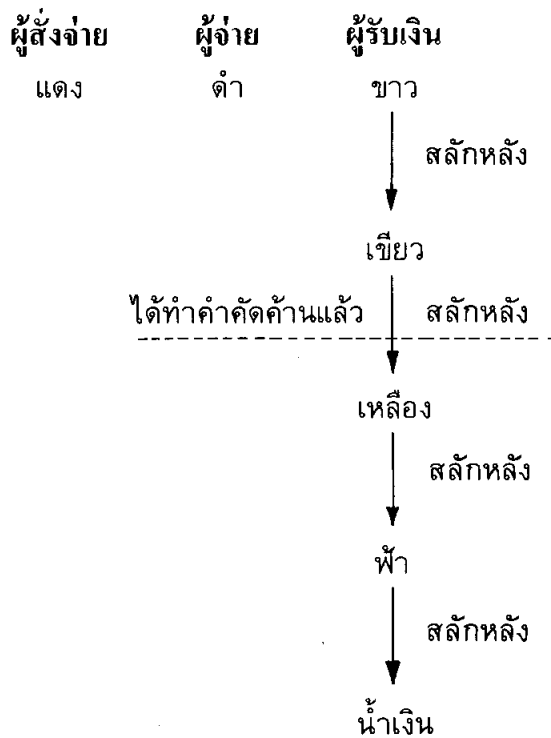 ผู้สั่งจ่าย ผู้จ่าย ผู้รับเงิน
แดง ดำ ขาว
สลักหลัง
เขียว
ได้ทำคำคัดค้านแล้ว สลักหลัง
เหลือง
สลักหลัง
ฟ้า
สลักหลัง
น้ำเงิน